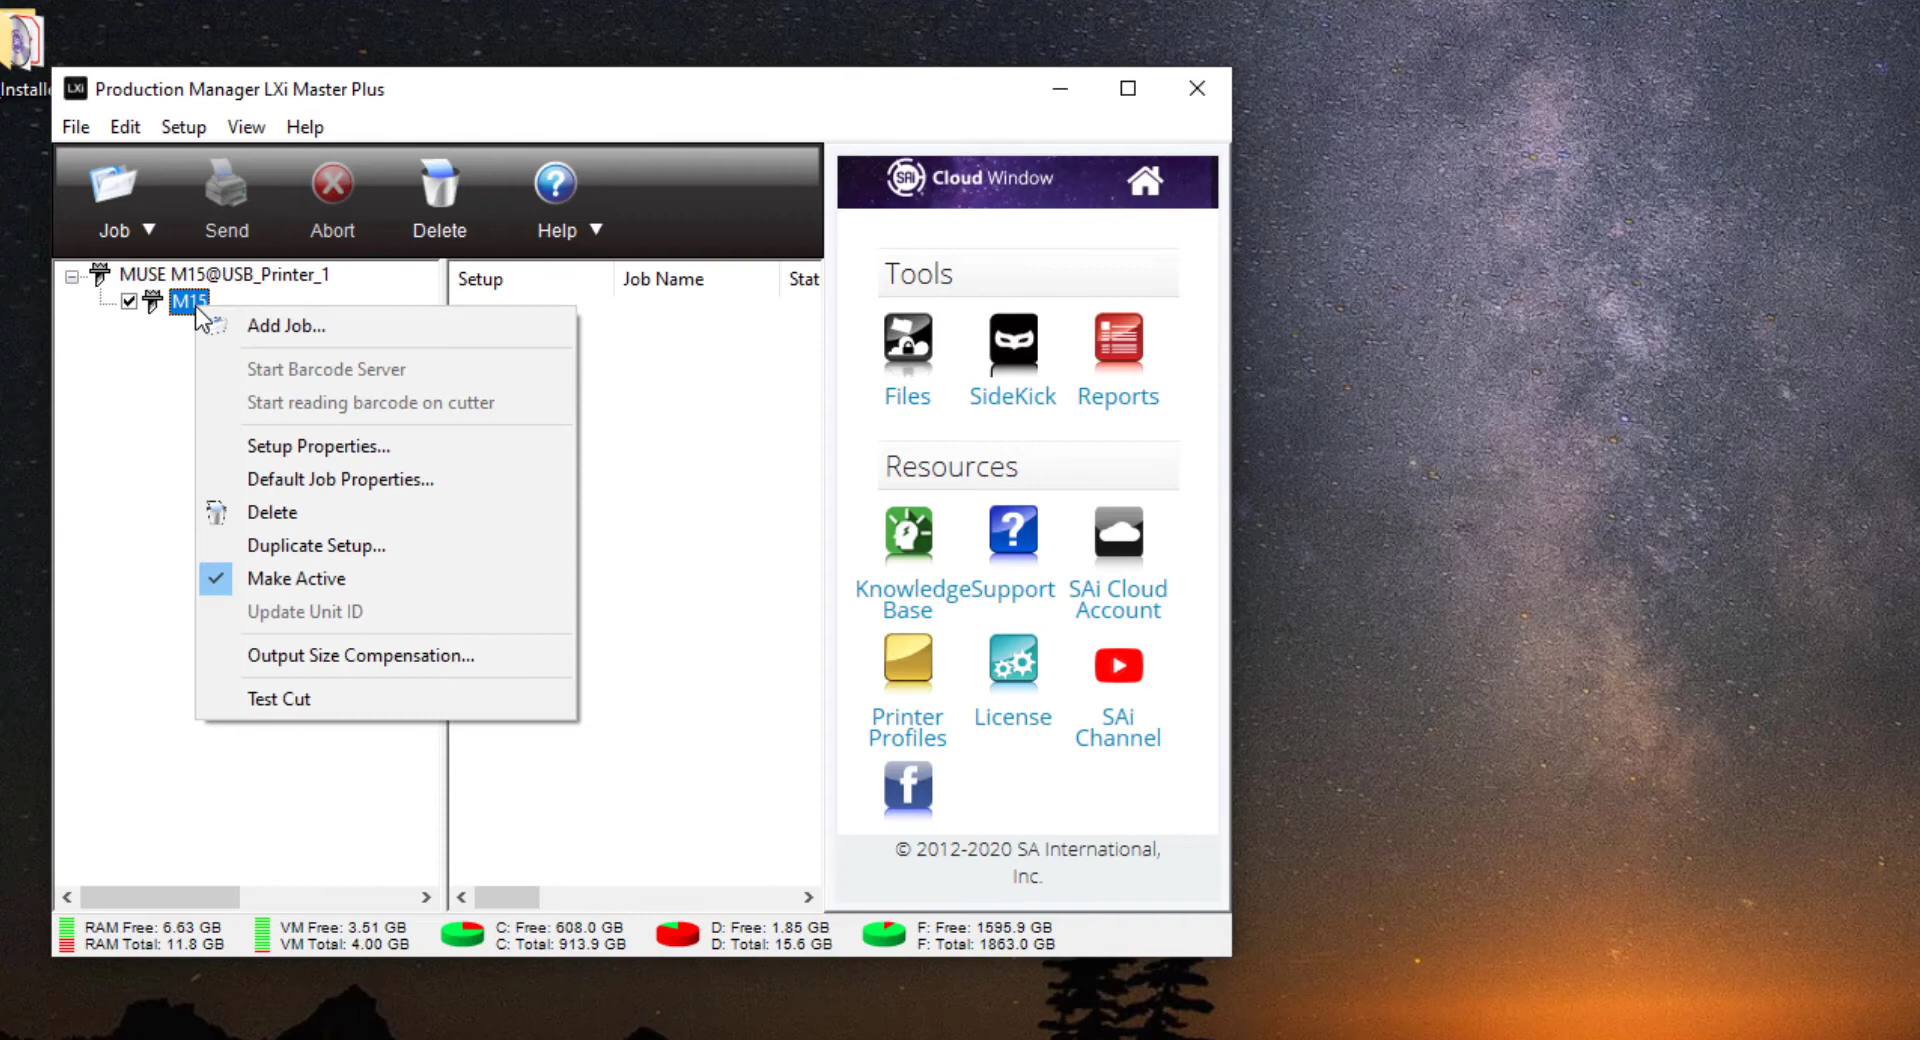 Installe
LXi
Production Manager LXi Master Plus
File Edit Setup View Help
Job Send Abort Delete Help
MUSE M15@USB_Printer_1
M15
Setup Job Name Stat
Add Job...
Start Barcode Server
Start reading barcode on cutter
Setup Properties...
Default Job Properties...
Delete
Duplicate Setup...
Make Active
Update Unit ID
Output Size Compensation...
Test Cut
SAi Cloud Window
Tools
Files SideKick Reports
Resources
Knowledge Base
Support
SAi Cloud Account
Printer Profiles
License
SAi Channel
© 2012-2020 SA International,
Inc.
RAM Free: 6.63 GB VM Free: 3.51 GB C: Free: 608.0 GB D: Free: 1.85 GB F: Free: 1595.9 GB
RAM Total: 11.8 GB VM Total: 4.00 GB C: Total: 913.9 GB D: Total: 15.6 GB F: Total: 1863.0 GB